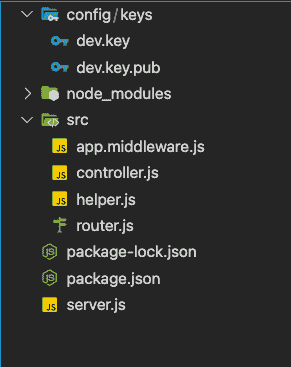 config/keys
dev.key
dev.key.pub
node_modules
src
app.middleware.js
controller.js
helper.js
router.js
package-lock.json
package.json
server.js